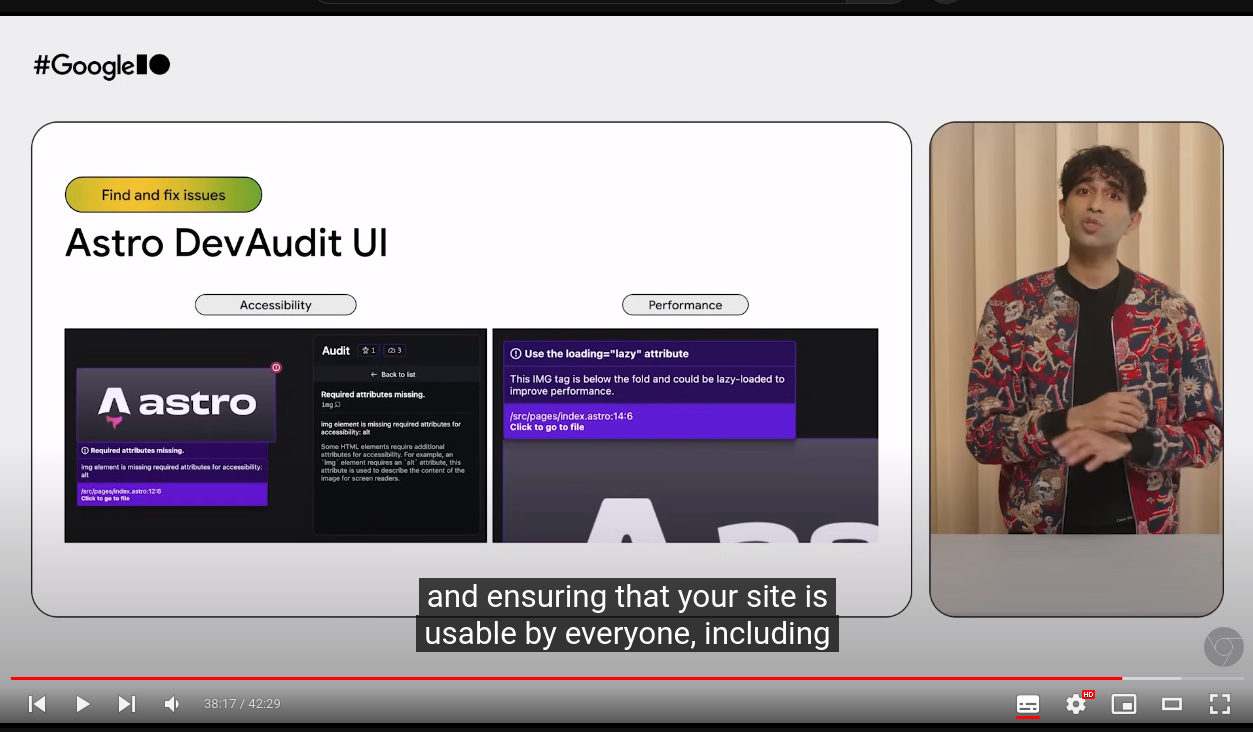 #Google IO
Find and fix issues
Astro DevAudit UI
Accessibility
astro
Required attributes missing.
img element is missing required attributes for accessibility:
alt
/src/pages/index.astro:12:6
Click to go to file
Audit 1 3
← Back to list
Required attributes missing.
img
img element is missing required attributes for
accessibility: alt
Some HTML elements require additional
attributes for accessibility. For example, an
`img` element requires an `alt` attribute, this
attribute is used to describe the content of the
image for screen readers.
Performance
Use the loading="lazy" attribute
This IMG tag is below the fold and could be lazy-loaded to
improve performance.
/src/pages/index.astro:14:6
Click to go to file
and ensuring that your site is
usable by everyone, including
38:17 / 42:29
HD